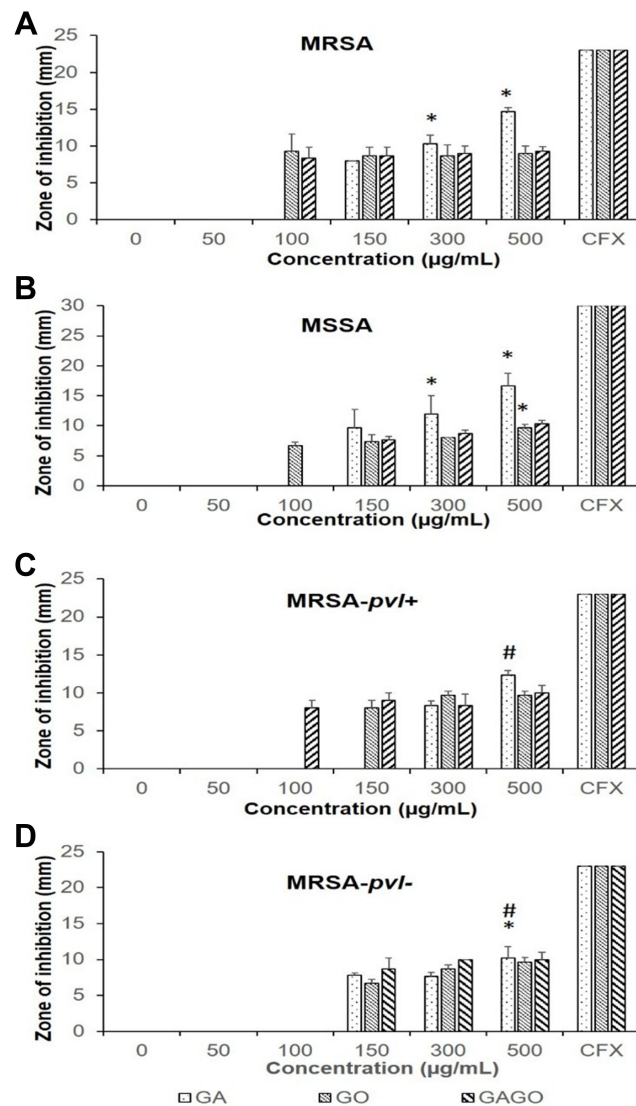 A
MRSA
Zone of inhibition (mm)
25
20
15
10
5
0
*
*
0 50 100 150 300 500 CFX
Concentration (µg/mL)
B
MSSA
Zone of inhibition (mm)
30
25
20
15
10
5
0
*
*
*
0 50 100 150 300 500 CFX
Concentration (µg/mL)
C
MRSA-pvl+
Zone of inhibition (mm)
25
20
15
10
5
0
#
0 50 100 150 300 500 CFX
Concentration (µg/mL)
D
MRSA-pvl-
Zone of inhibition (mm)
25
20
15
10
5
0
#
*
0 50 100 150 300 500 CFX
Concentration (µg/mL)
GA GO GAGO